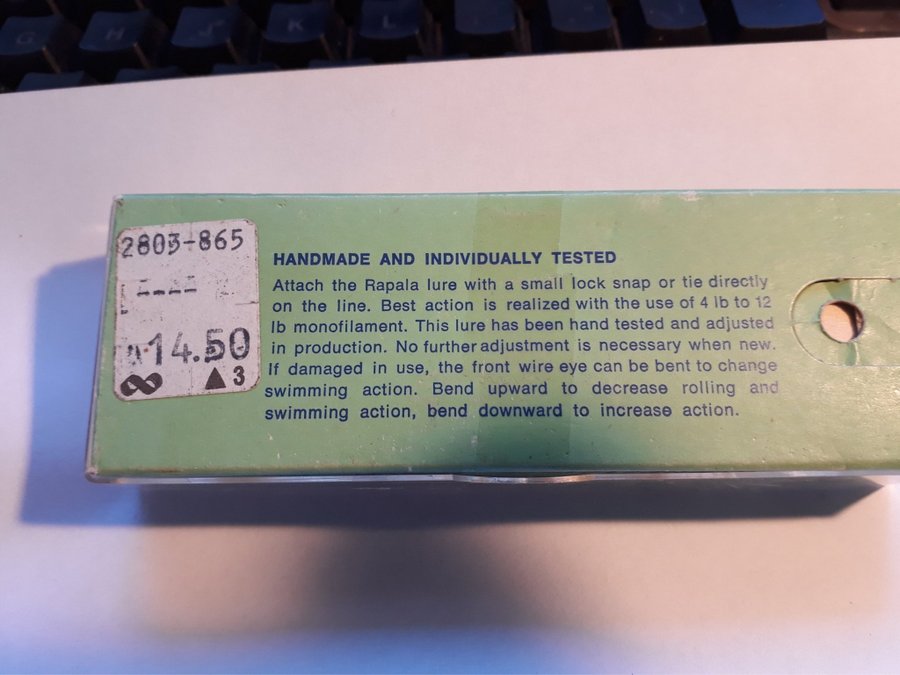 G H J K L
2803-865
14.50
3
HANDMADE AND INDIVIDUALLY TESTED
Attach the Rapala lure with a small lock snap or tie directly
on the line. Best action is realized with the use of 4 lb to 12
lb monofilament. This lure has been hand tested and adjusted
in production. No further adjustment is necessary when new.
If damaged in use, the front wire eye can be bent to change
swimming action. Bend upward to decrease rolling and
swimming action, bend downward to increase action.